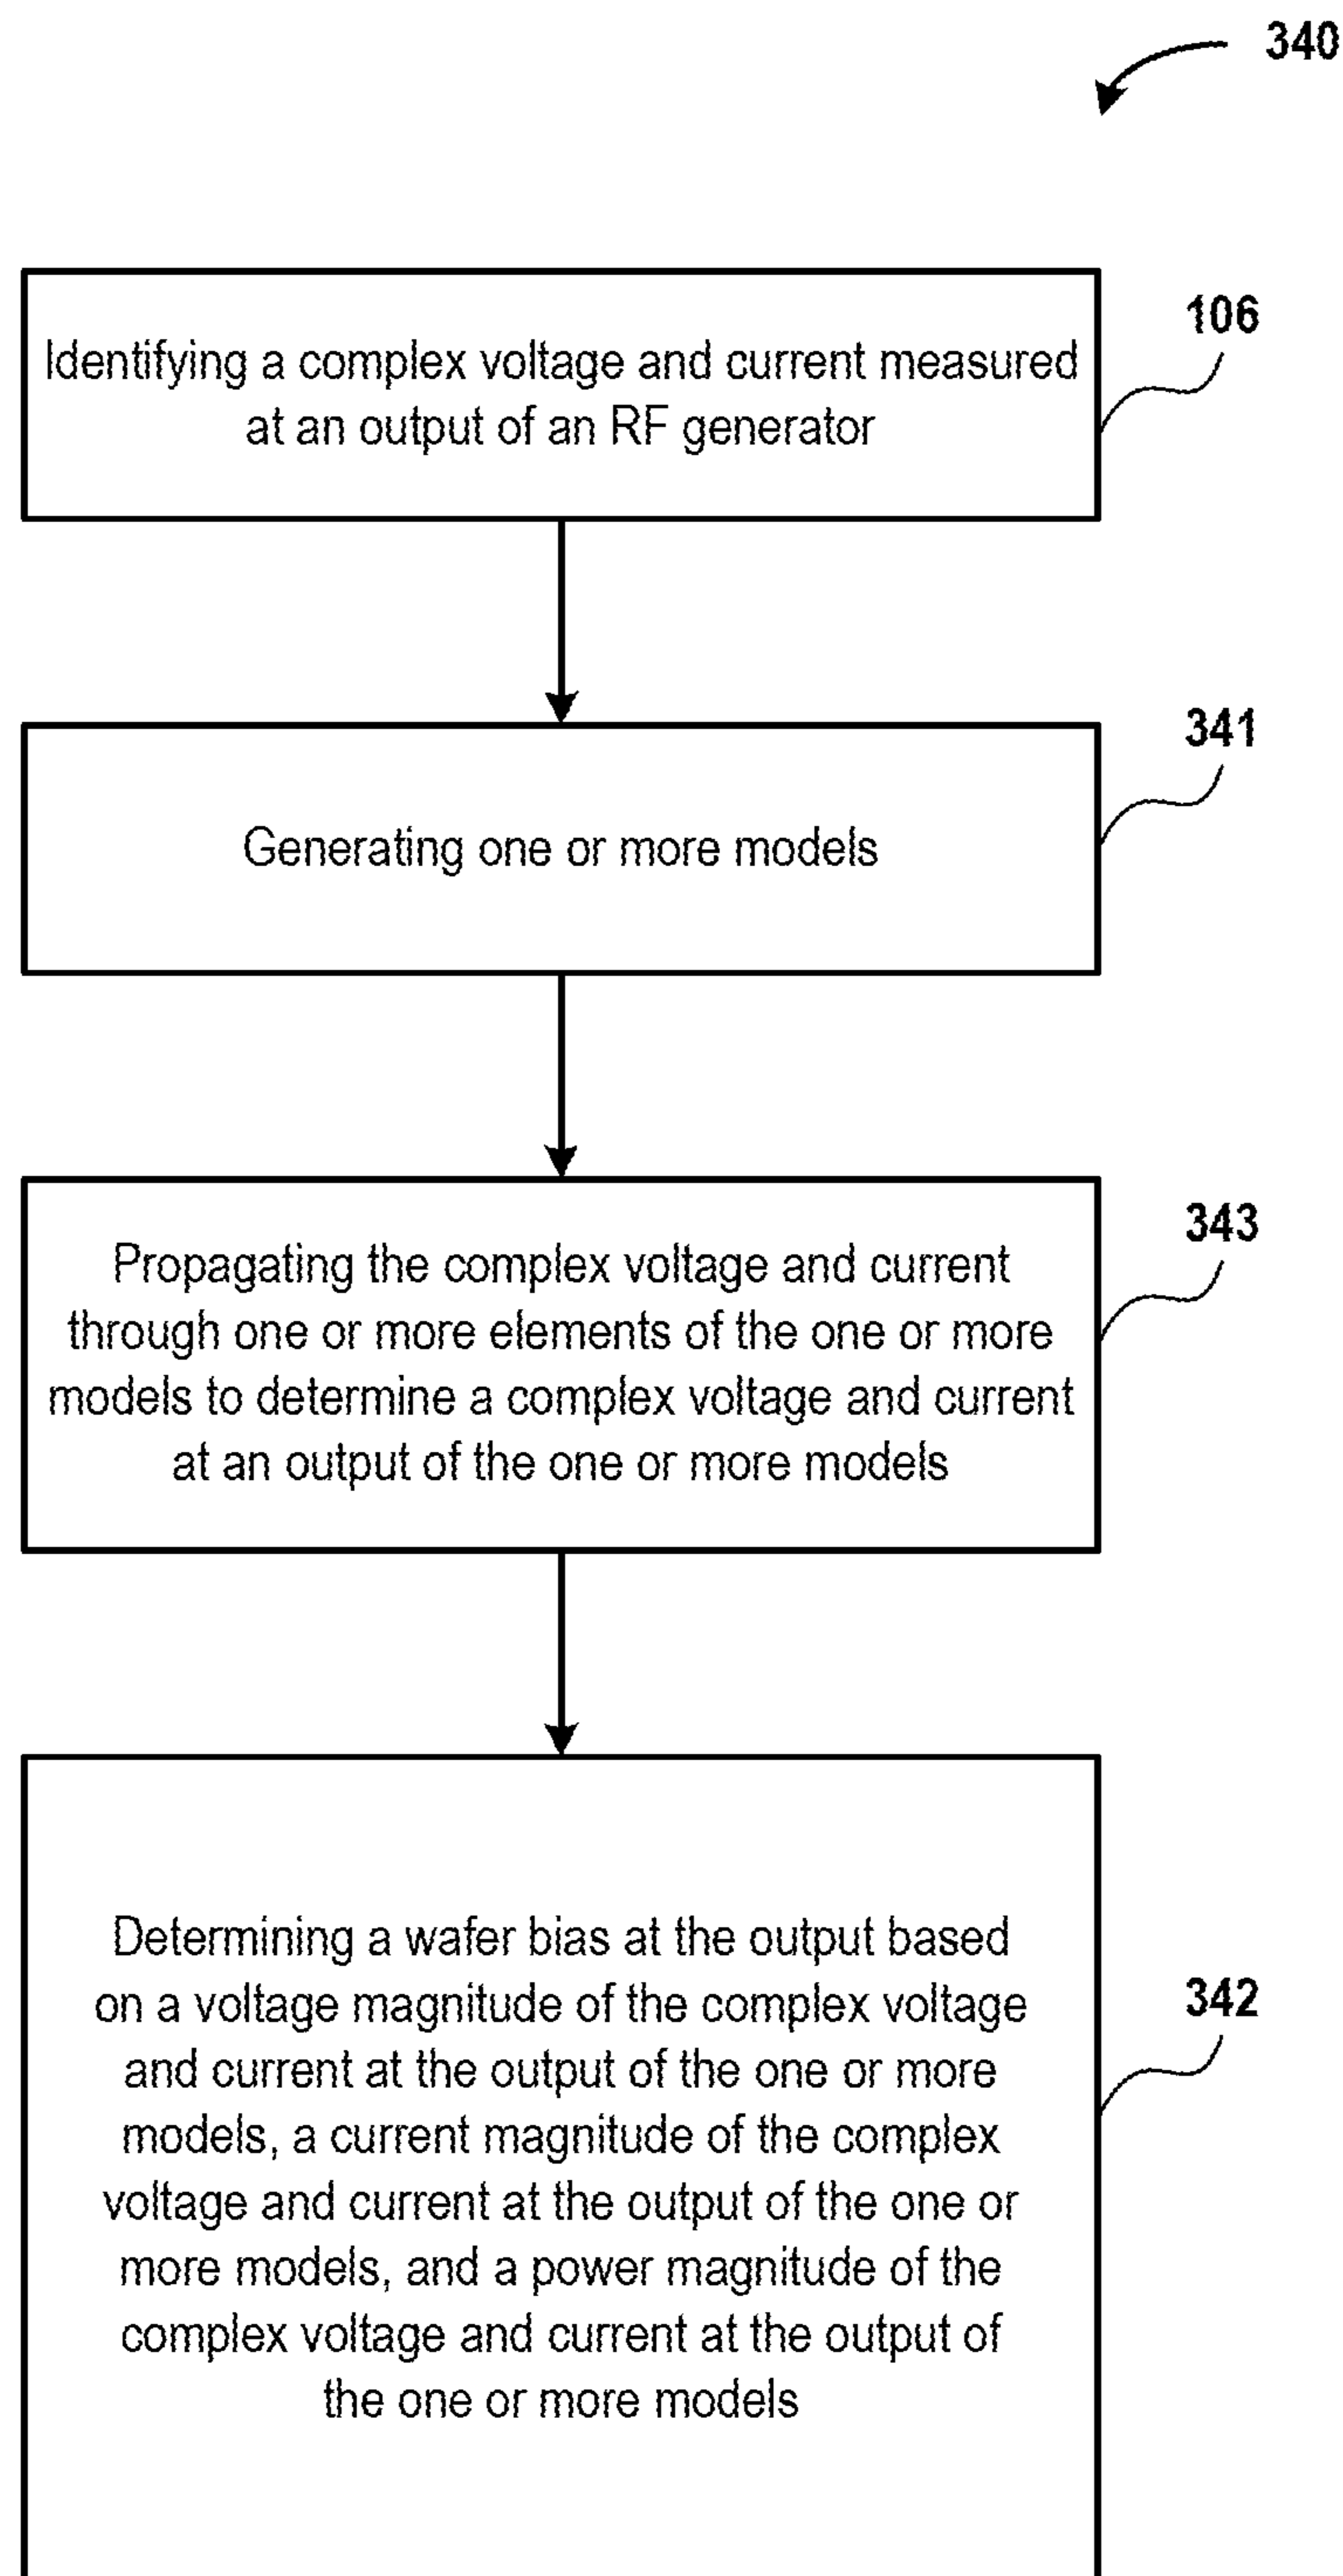 340
106
Identifying a complex voltage and current measured
at an output of an RF generator
341
Generating one or more models
343
Propagating the complex voltage and current
through one or more elements of the one or more
models to determine a complex voltage and current
at an output of the one or more models
342
Determining a wafer bias at the output based
on a voltage magnitude of the complex voltage
and current at the output of the one or more
models, a current magnitude of the complex
voltage and current at the output of the one or
more models, and a power magnitude of the
complex voltage and current at the output of
the one or more models